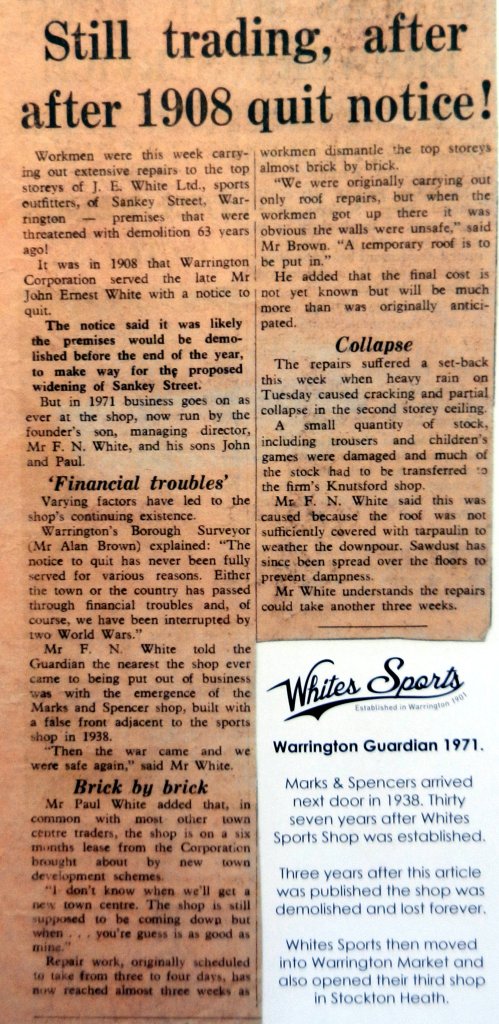 Still trading, after
after 1908 quit notice!
Workmen were this week carry-
ing out extensive repairs to the top
storeys of J. E. White Ltd., sports
outfitters, of Sankey Street, War-
rington — premises that were
threatened with demolition 63 years
ago!
It was in 1908 that Warrington
Corporation served the late Mr
John Ernest White with a notice to
quit.
The notice said it was likely
the premises would be demo-
lished before the end of the year,
to make way for the proposed
widening of Sankey Street.
But in 1971 business goes on as
ever at the shop, now run by the
founder's son, managing director,
Mr F. N. White, and his sons John
and Paul.
'Financial troubles'
Varying factors have led to the
shop's continuing existence.
Warrington's Borough Surveyor
(Mr Alan Brown) explained: "The
notice to quit has never been fully
served for various reasons. Either
the town or the country has passed
through financial troubles and, of
course, we have been interrupted by
two World Wars."
Mr F. N. White told the
Guardian the nearest the shop ever
came to being put out of business
was with the emergence of the
Marks and Spencer shop, built with
a false front adjacent to the sports
shop in 1938.
"Then the war came and we
were safe again," said Mr White.
Brick by brick
Mr Paul White added that, in
common with most other town
centre traders, the shop is on a six
months lease from the Corporation
brought about by new town
development schemes.
"I don't know when we'll get a
new town centre. The shop is still
supposed to be coming down but
when . . . you're guess is as good as
mine."
Repair work, originally scheduled
to take from three to four days, has
now reached almost three weeks as
workmen dismantle the top storeys
almost brick by brick.
"We were originally carrying out
only roof repairs, but when the
workmen got up there it was
obvious the walls were unsafe," said
Mr Brown. "A temporary roof is to
be put in."
He added that the final cost is
not yet known but will be much
more than was originally antici-
pated.
Collapse
The repairs suffered a set-back
this week when heavy rain on
Tuesday caused cracking and partial
collapse in the second storey ceiling.
A small quantity of stock,
including trousers and children's
games were damaged and much of
the stock had to be transferred to
the firm's Knutsford shop.
Mr F. N. White said this was
caused because the roof was not
sufficiently covered with tarpaulin to
weather the downpour. Sawdust has
since been spread over the floors to
prevent dampness.
Mr White understands the repairs
could take another three weeks.
Whites Sports
Established in Warrington 1901
Warrington Guardian 1971.
Marks & Spencers arrived
next door in 1938. Thirty
seven years after Whites
Sports Shop was established.
Three years after this article
was published the shop was
demolished and lost forever.
Whites Sports then moved
into Warrington Market and
also opened their third shop
in Stockton Heath.